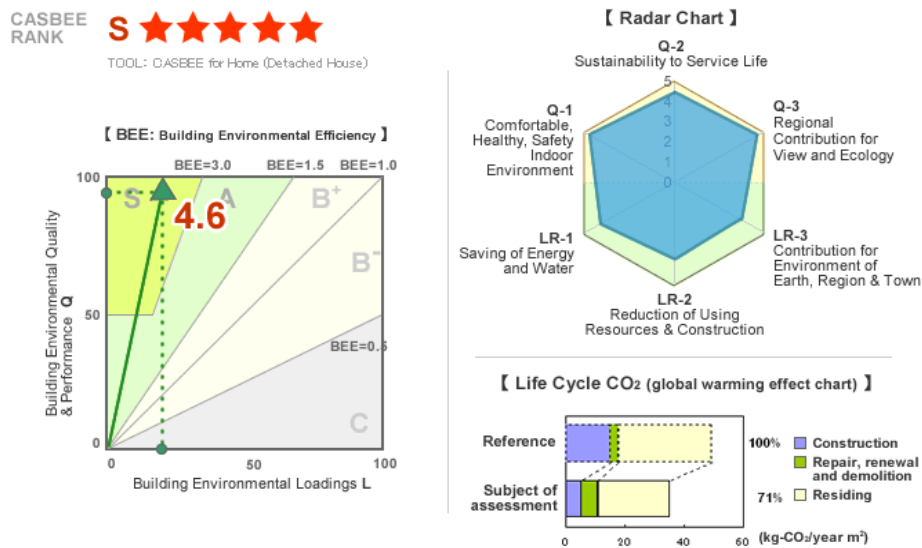 CASBEE
RANK
S
TOOL: CASBEE for Home (Detached House)
【 BEE: Building Environmental Efficiency 】
BEE=3.0
BEE=1.5
BEE=1.0
100
S
A
B+
4.6
B-
50
BEE=0.5
C
0
0
50
100
Building Environmental Quality
& Performance Q
Building Environmental Loadings L
【 Radar Chart 】
Q-2
Sustainability to Service Life
5
4
3
2
1
0
Q-1
Comfortable,
Healthy, Safety
Indoor
Environment
Q-3
Regional
Contribution for
View and Ecology
LR-1
Saving of Energy
and Water
LR-3
Contribution for
Environment of
Earth, Region & Town
LR-2
Reduction of Using
Resources & Construction
【 Life Cycle CO2 (global warming effect chart) 】
Reference
100%
Subject of
assessment
71%
Construction
Repair, renewal
and demolition
Residing
0
20
40
60
(kg-CO2/year m²)